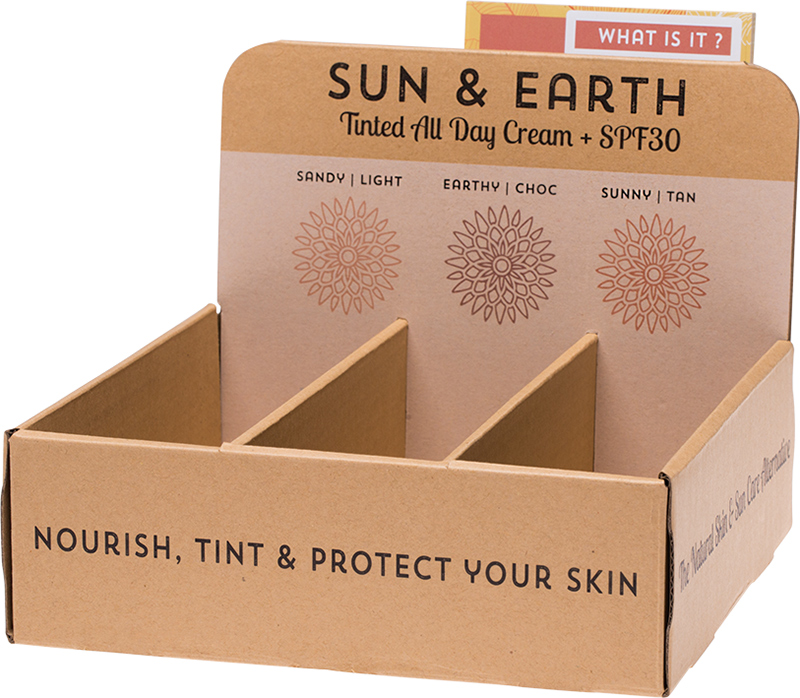 WHAT IS IT ?
SUN & EARTH
Tinted All Day Cream + SPF30
SANDY | LIGHT
EARTHY | CHOC
SUNNY | TAN
NOURISH, TINT & PROTECT YOUR SKIN
The Natural Skin & Sun Care Alternative